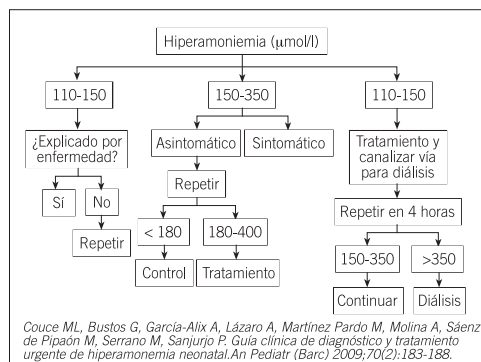 Hiperamoniemia (μmol/l)
110-150
150-350
110-150
¿Explicado por
enfermedad?
Asintomático
Sintomático
Tratamiento y
canalizar vía
para diálisis
Sí
No
Repetir
Repetir
Repetir en 4 horas
< 180
180-400
150-350
>350
Control
Tratamiento
Continuar
Diálisis
Couce ML, Bustos G, García-Alix A, Lázaro A, Martínez Pardo M, Molina A, Sáenz
de Pipaón M, Serrano M, Sanjurjo P. Guía clínica de diagnóstico y tratamiento
urgente de hiperamonemia neonatal.An Pediatr (Barc) 2009;70(2):183-188.